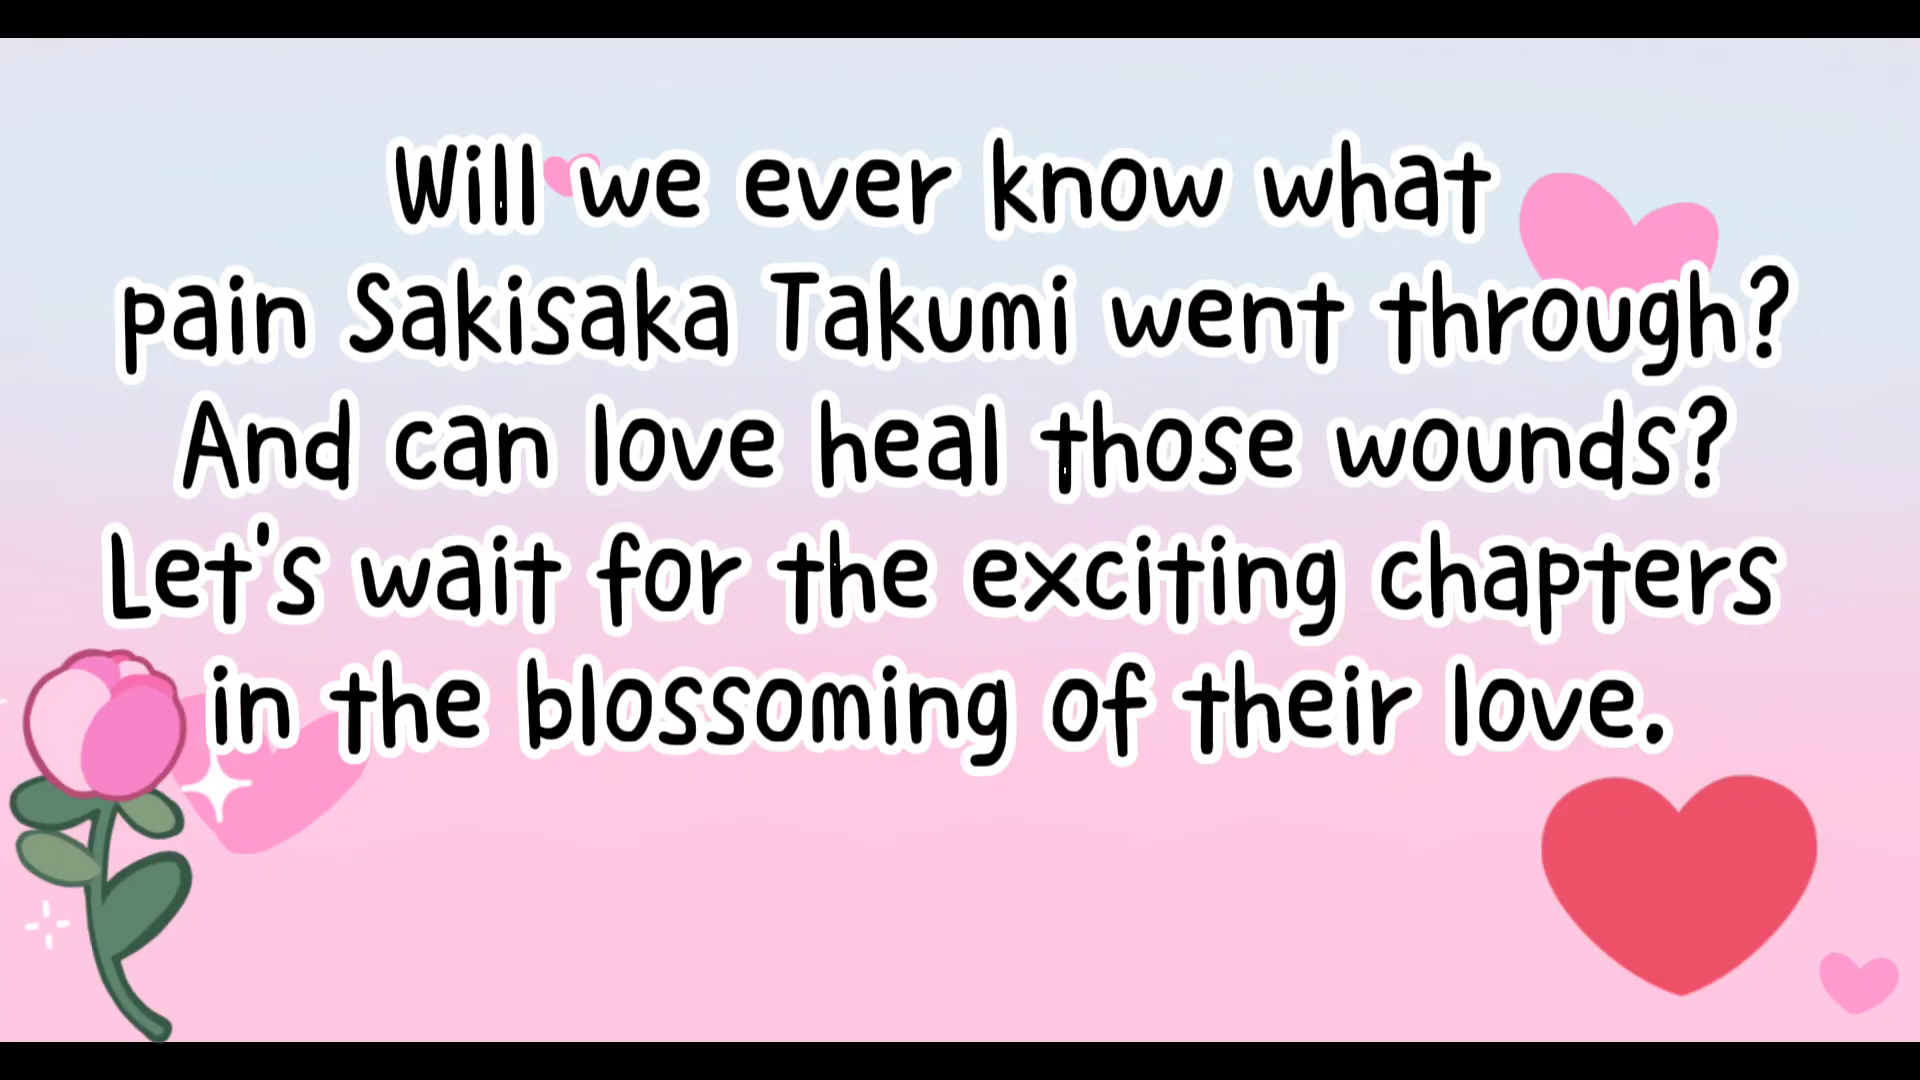 Will we ever know what
pain Sakisaka Takumi went through?
And can love heal those wounds?
Let's wait for the exciting chapters
in the blossoming of their love.